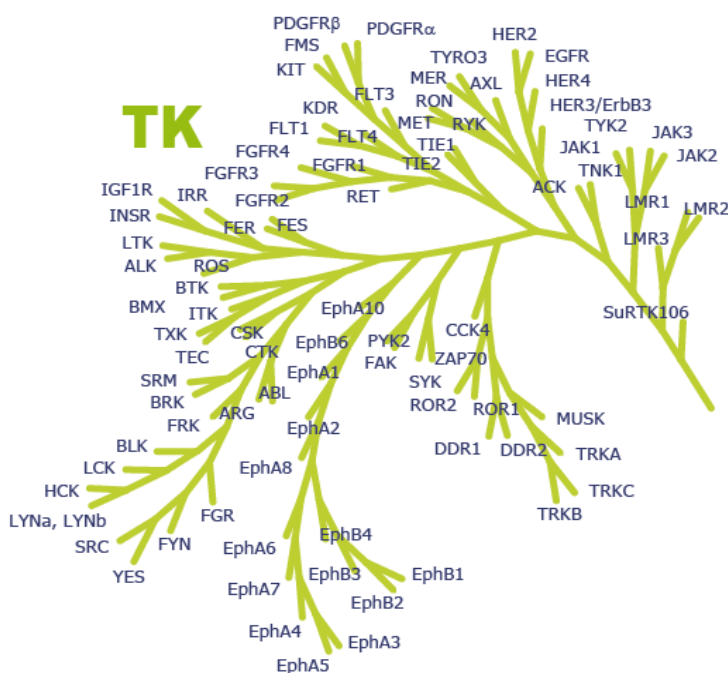 PDGFRβ
PDGFRα
FMS
KIT
HER2
EGFR
TYRO3
MER
AXL
HER4
FLT3
RON
HER3/ErbB3
KDR
TK
MET
RYK
TYK2
FLT1
FLT4
TIE1
JAK1
JAK3
FGFR4
FGFR1
TIE2
TNK1
JAK2
FGFR3
IGF1R
IRR
FGFR2
RET
ACK
LMR1
LMR2
INSR
FER
FES
LTK
LMR3
ALK
ROS
BTK
BMX
ITK
EphA10
SuRTK106
TXK
CSK
EphB6
PYK2
CCK4
TEC
CTK
FAK
ZAP70
SRM
EphA1
SYK
BRK
ABL
ROR2
ROR1
FRK
ARG
EphA2
MUSK
BLK
DDR1
DDR2
LCK
EphA8
TRKA
HCK
TRKC
LYNa, LYNb
FGR
TRKB
SRC
FYN
EphA6
EphB4
YES
EphA7
EphB3
EphB1
EphB2
EphA4
EphA3
EphA5